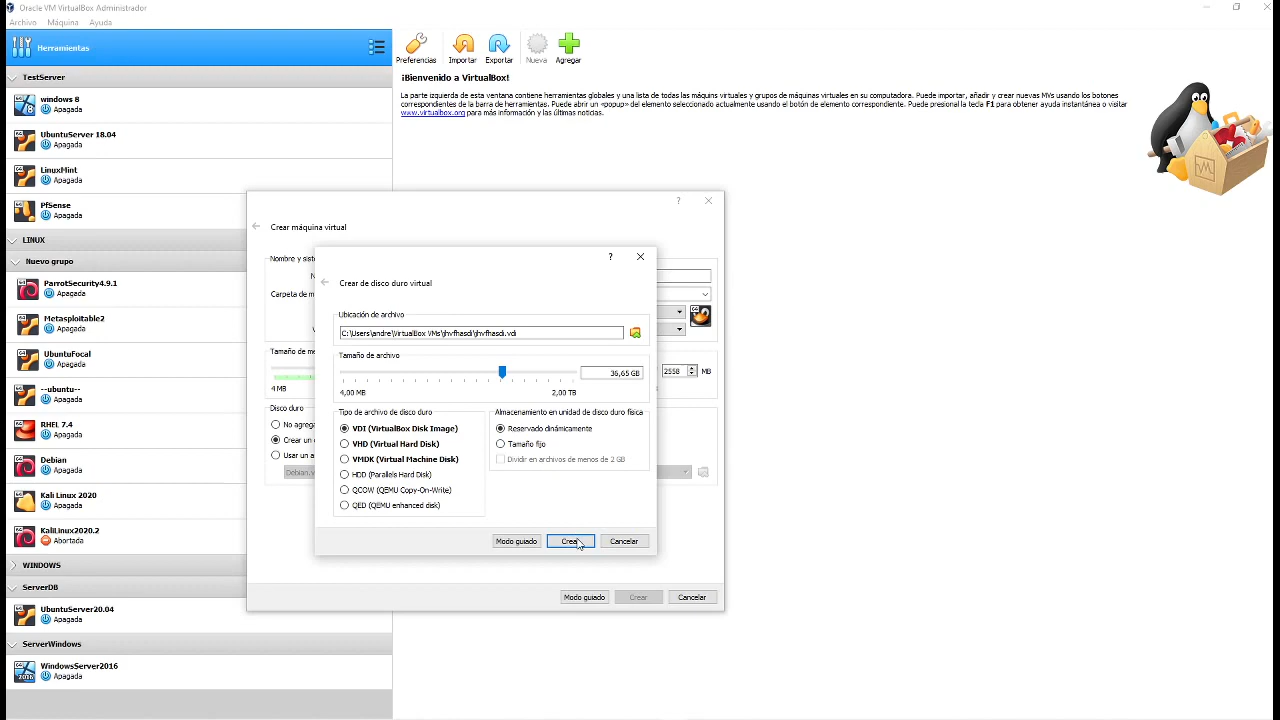 Oracle VM VirtualBox Administrador
Archivo Máquina Ayuda
Herramientas
Preferencias Importar Exportar Nueva Agregar
TestServer
windows 8
Apagada
UbuntuServer 18.04
Apagada
LinuxMint
Apagada
PfSense
Apagada
LINUX
Nuevo grupo
ParrotSecurity4.9.1
Apagada
Metasploitable2
Apagada
UbuntuFocal
Apagada
--ubuntu--
Apagada
RHEL 7.4
Apagada
Debian
Apagada
Kali Linux 2020
Apagada
KaliLinux2020.2
Abortada
WINDOWS
ServerDB
UbuntuServer20.04
Apagada
ServerWindows
WindowsServer2016
Apagada
¡Bienvenido a VirtualBox!
La parte izquierda de esta ventana contiene herramientas globales y una lista de todas las máquins virtuales y grupos de máquinas virtuales en su computadora. Puede importar, añadir y crear nuevas MVs usando los botones
correspondientes de la barra de herramientas. Puede abrir un «popup» del elemento seleccionado actualmente usando el botón de elemento correspondiente. Puede presional la tecla F1 para obtener ayuda instantánea o visitar
www.virtualbox.org para más información y las últimas noticias.
Crear máquina virtual
Nombre y sist
Carpeta de m
Tamaño de me
4 MB
2558 MB
Disco duro
No agrega
Crear un
Usar un a
Debian.v
Modo guiado Crear Cancelar
Crear de disco duro virtual
Ubicación de archivo
C:\Users\andre\VirtualBox VMs\jhvfhasdi\jhvfhasdi.vdi
Tamaño de archivo
36,65 GB
4,00 MB 2,00 TB
Tipo de archivo de disco duro
VDI (VirtualBox Disk Image)
VHD (Virtual Hard Disk)
VMDK (Virtual Machine Disk)
HDD (Parallels Hard Disk)
QCOW (QEMU Copy-On-Write)
QED (QEMU enhanced disk)
Almacenamiento en unidad de disco duro física
Reservado dinámicamente
Tamaño fijo
Dividir en archivos de menos de 2 GB
Modo guiado Crear Cancelar